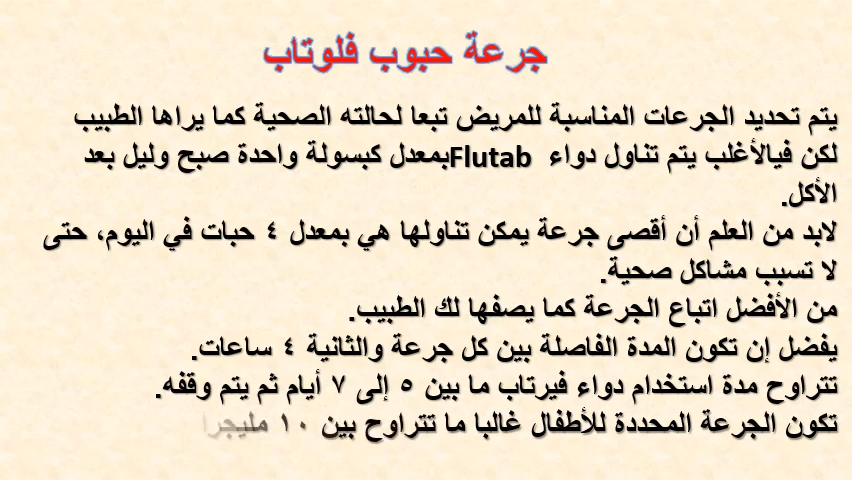 جرعة حبوب فلوتاب
يتم تحديد الجرعات المناسبة للمريض تبعا لحالته الصحية كما يراها الطبيب
لكن فيالأغلب يتم تناول دواء Flutabبمعدل كبسولة واحدة صبح وليل بعد
الأكل.
لابد من العلم أن أقصى جرعة يمكن تناولها هي بمعدل ٤ حبات في اليوم، حتى
لا تسبب مشاكل صحية.
من الأفضل اتباع الجرعة كما يصفها لك الطبيب.
يفضل إن تكون المدة الفاصلة بين كل جرعة والثانية ٤ ساعات.
تتراوح مدة استخدام دواء فيرتاب ما بين ٥ إلى ٧ أيام ثم يتم وقفه.
تكون الجرعة المحددة للأطفال غالبا ما تتراوح بين ١٠ مليجرا